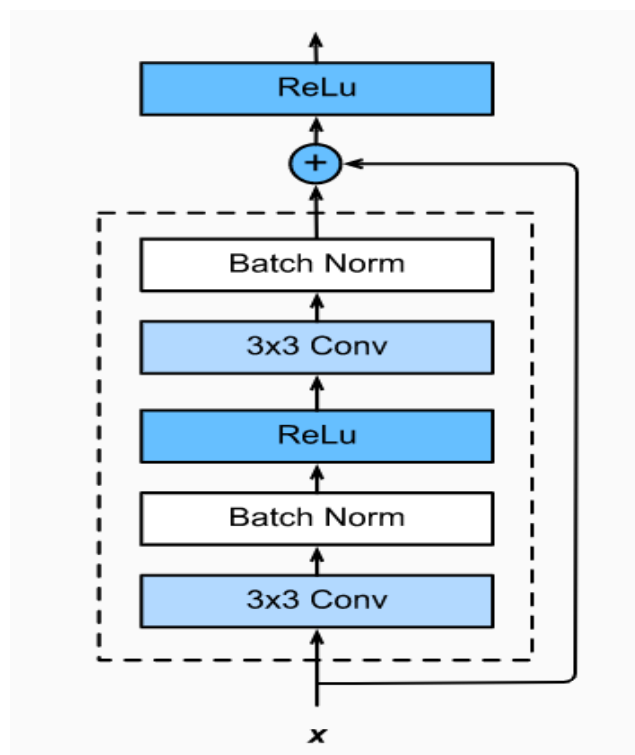 ReLu
+
Batch Norm
3x3 Conv
ReLu
Batch Norm
3x3 Conv
x